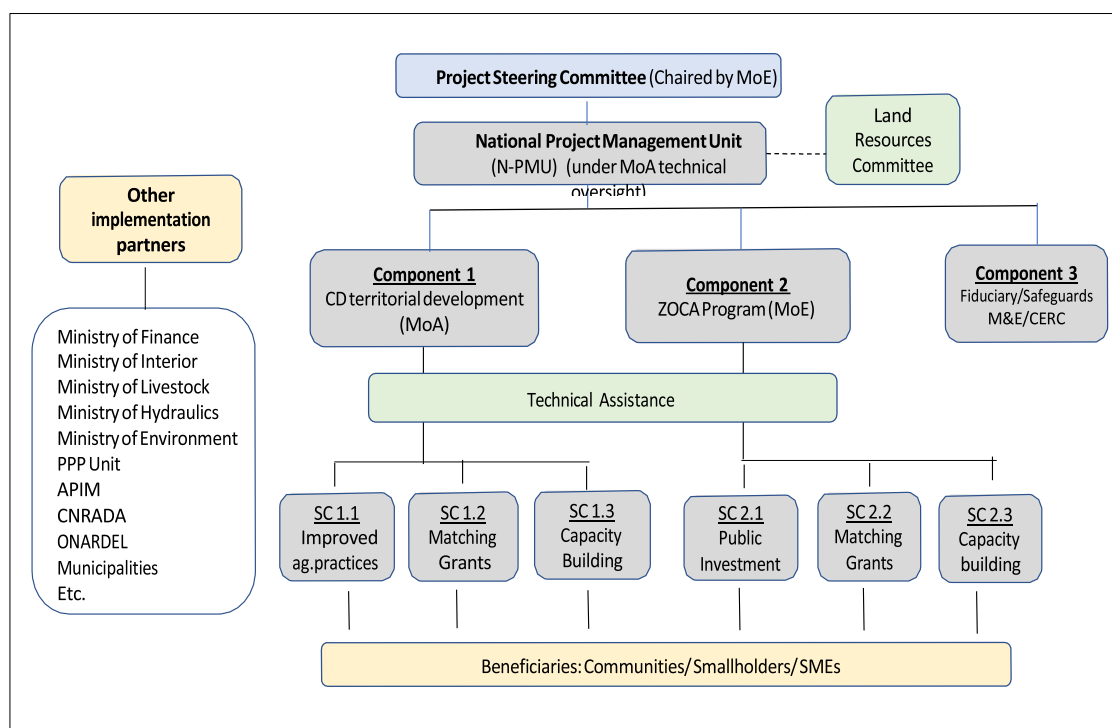 Project Steering Committee (Chaired by MoE)
National Project Management Unit
(N-PMU) (under MoA technical
oversight)
Land
Resources
Committee
Other
implementation
partners
Ministry of Finance
Ministry of Interior
Ministry of Livestock
Ministry of Hydraulics
Ministry of Environment
PPP Unit
APIM
CNRADA
ONARDEL
Municipalities
Etc.
Component 1
CD territorial development
(MoA)
Component 2
ZOCA Program (MoE)
Component 3
Fiduciary/Safeguards
M&E/CERC
Technical Assistance
SC 1.1
Improved
ag.practices
SC 1.2
Matching
Grants
SC 1.3
Capacity
Building
SC 2.1
Public
Investment
SC 2.2
Matching
Grants
SC 2.3
Capacity
building
Beneficiaries: Communities/ Smallholders/ SMEs